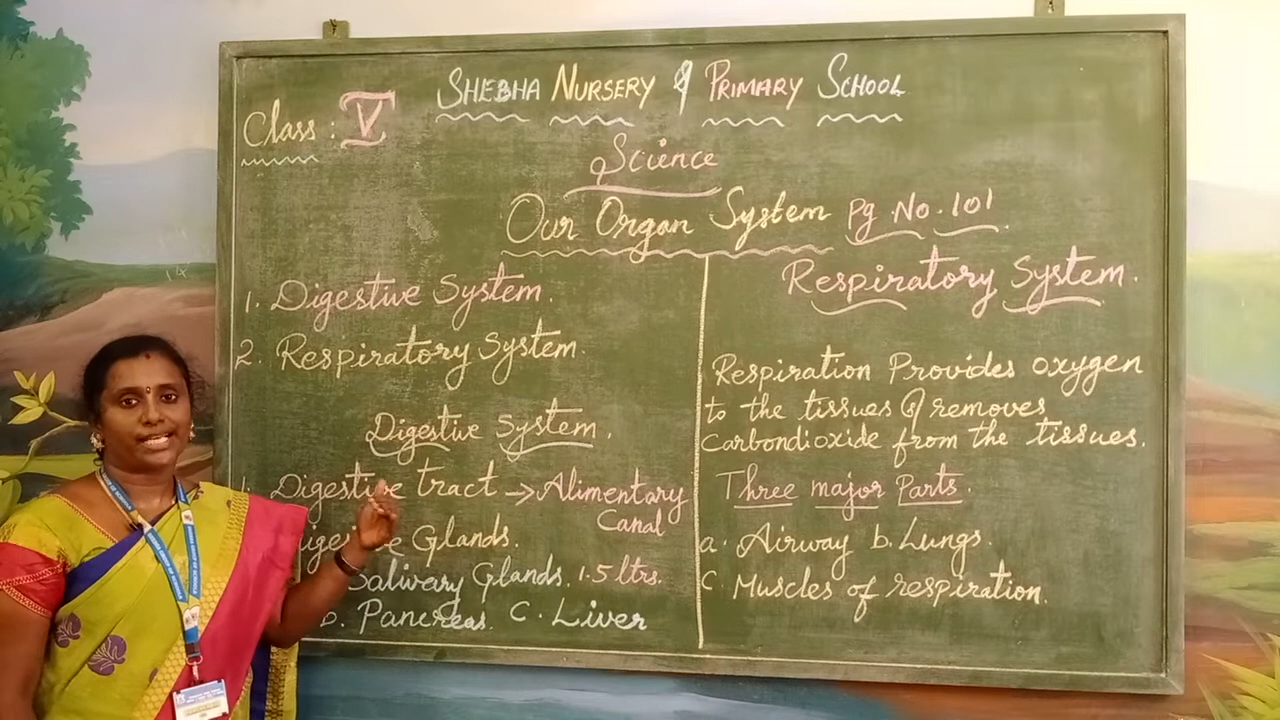 SHEBHA NURSERY & PRIMARY SCHOOL
Class : V
Science
Our Organ System Pg No. 101
1. Digestive System.
2. Respiratory System.
Digestive System.
Digestive tract → Alimentary
Canal
Glands.
Salivery Glands. 1.5 ltrs.
b. Pancreas. C. Liver
Respiratory System.
Respiration Provides oxygen
to the tissues & removes
Carbondioxide from the tissues.
Three major Parts.
a. Airway b. Lungs.
C Muscles of respiration.